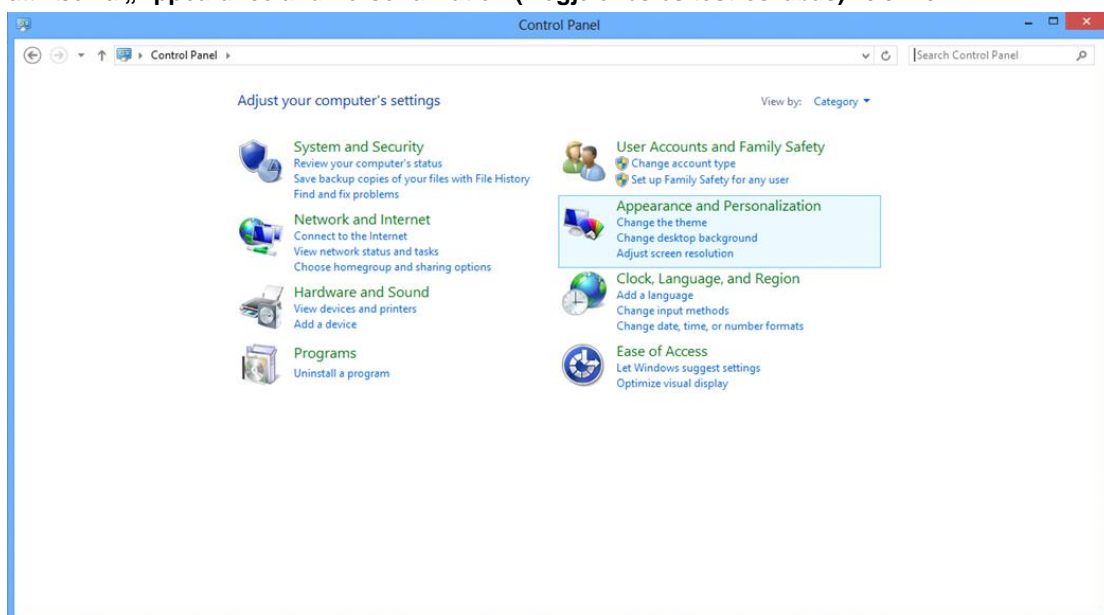 Control Panel
Control Panel
Search Control Panel
Adjust your computer's settings
View by: Category
System and Security
Review your computer's status
Save backup copies of your files with File History
Find and fix problems
Network and Internet
Connect to the Internet
View network status and tasks
Choose homegroup and sharing options
Hardware and Sound
View devices and printers
Add a device
Programs
Uninstall a program
User Accounts and Family Safety
Change account type
Set up Family Safety for any user
Appearance and Personalization
Change the theme
Change desktop background
Adjust screen resolution
Clock, Language, and Region
Add a language
Change input methods
Change date, time, or number formats
Ease of Access
Let Windows suggest settings
Optimize visual display